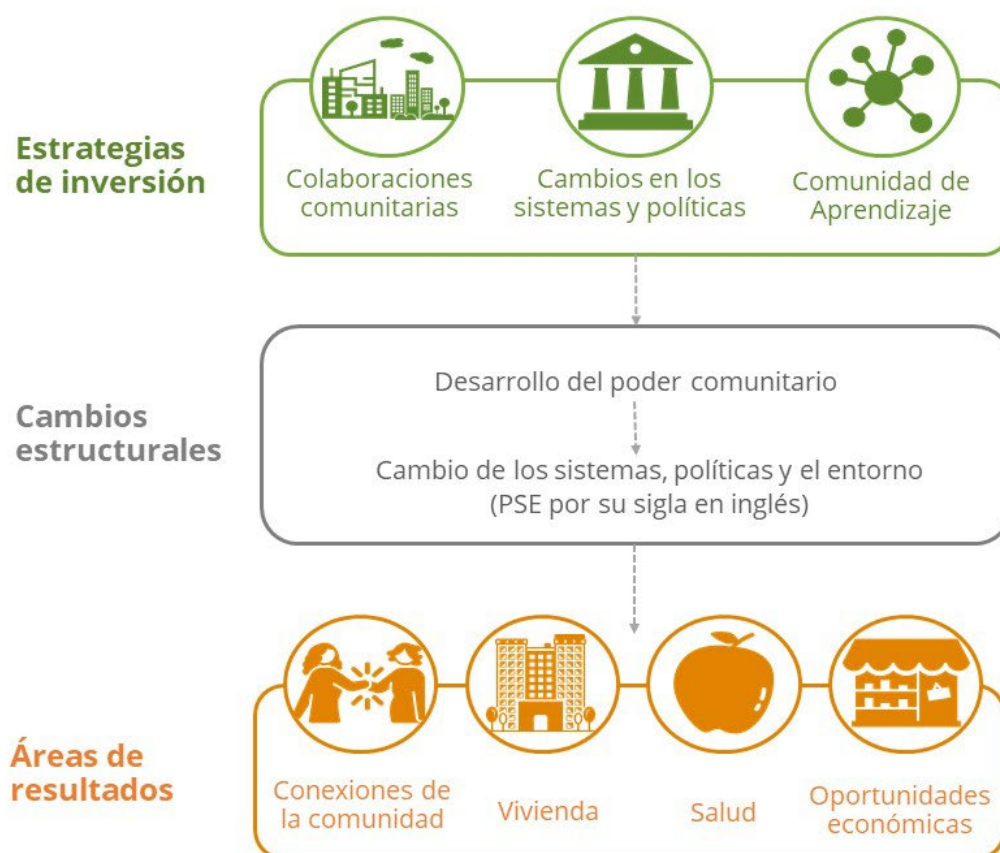 Estrategias
de inversión
Colaboraciones
comunitarias
Cambios en los
sistemas y políticas
Comunidad de
Aprendizaje
Cambios
estructurales
Desarrollo del poder comunitario
Cambio de los sistemas, políticas y el entorno
(PSE por su sigla en inglés)
Áreas de
resultados
Conexiones de
la comunidad
Vivienda
Salud
Oportunidades
económicas